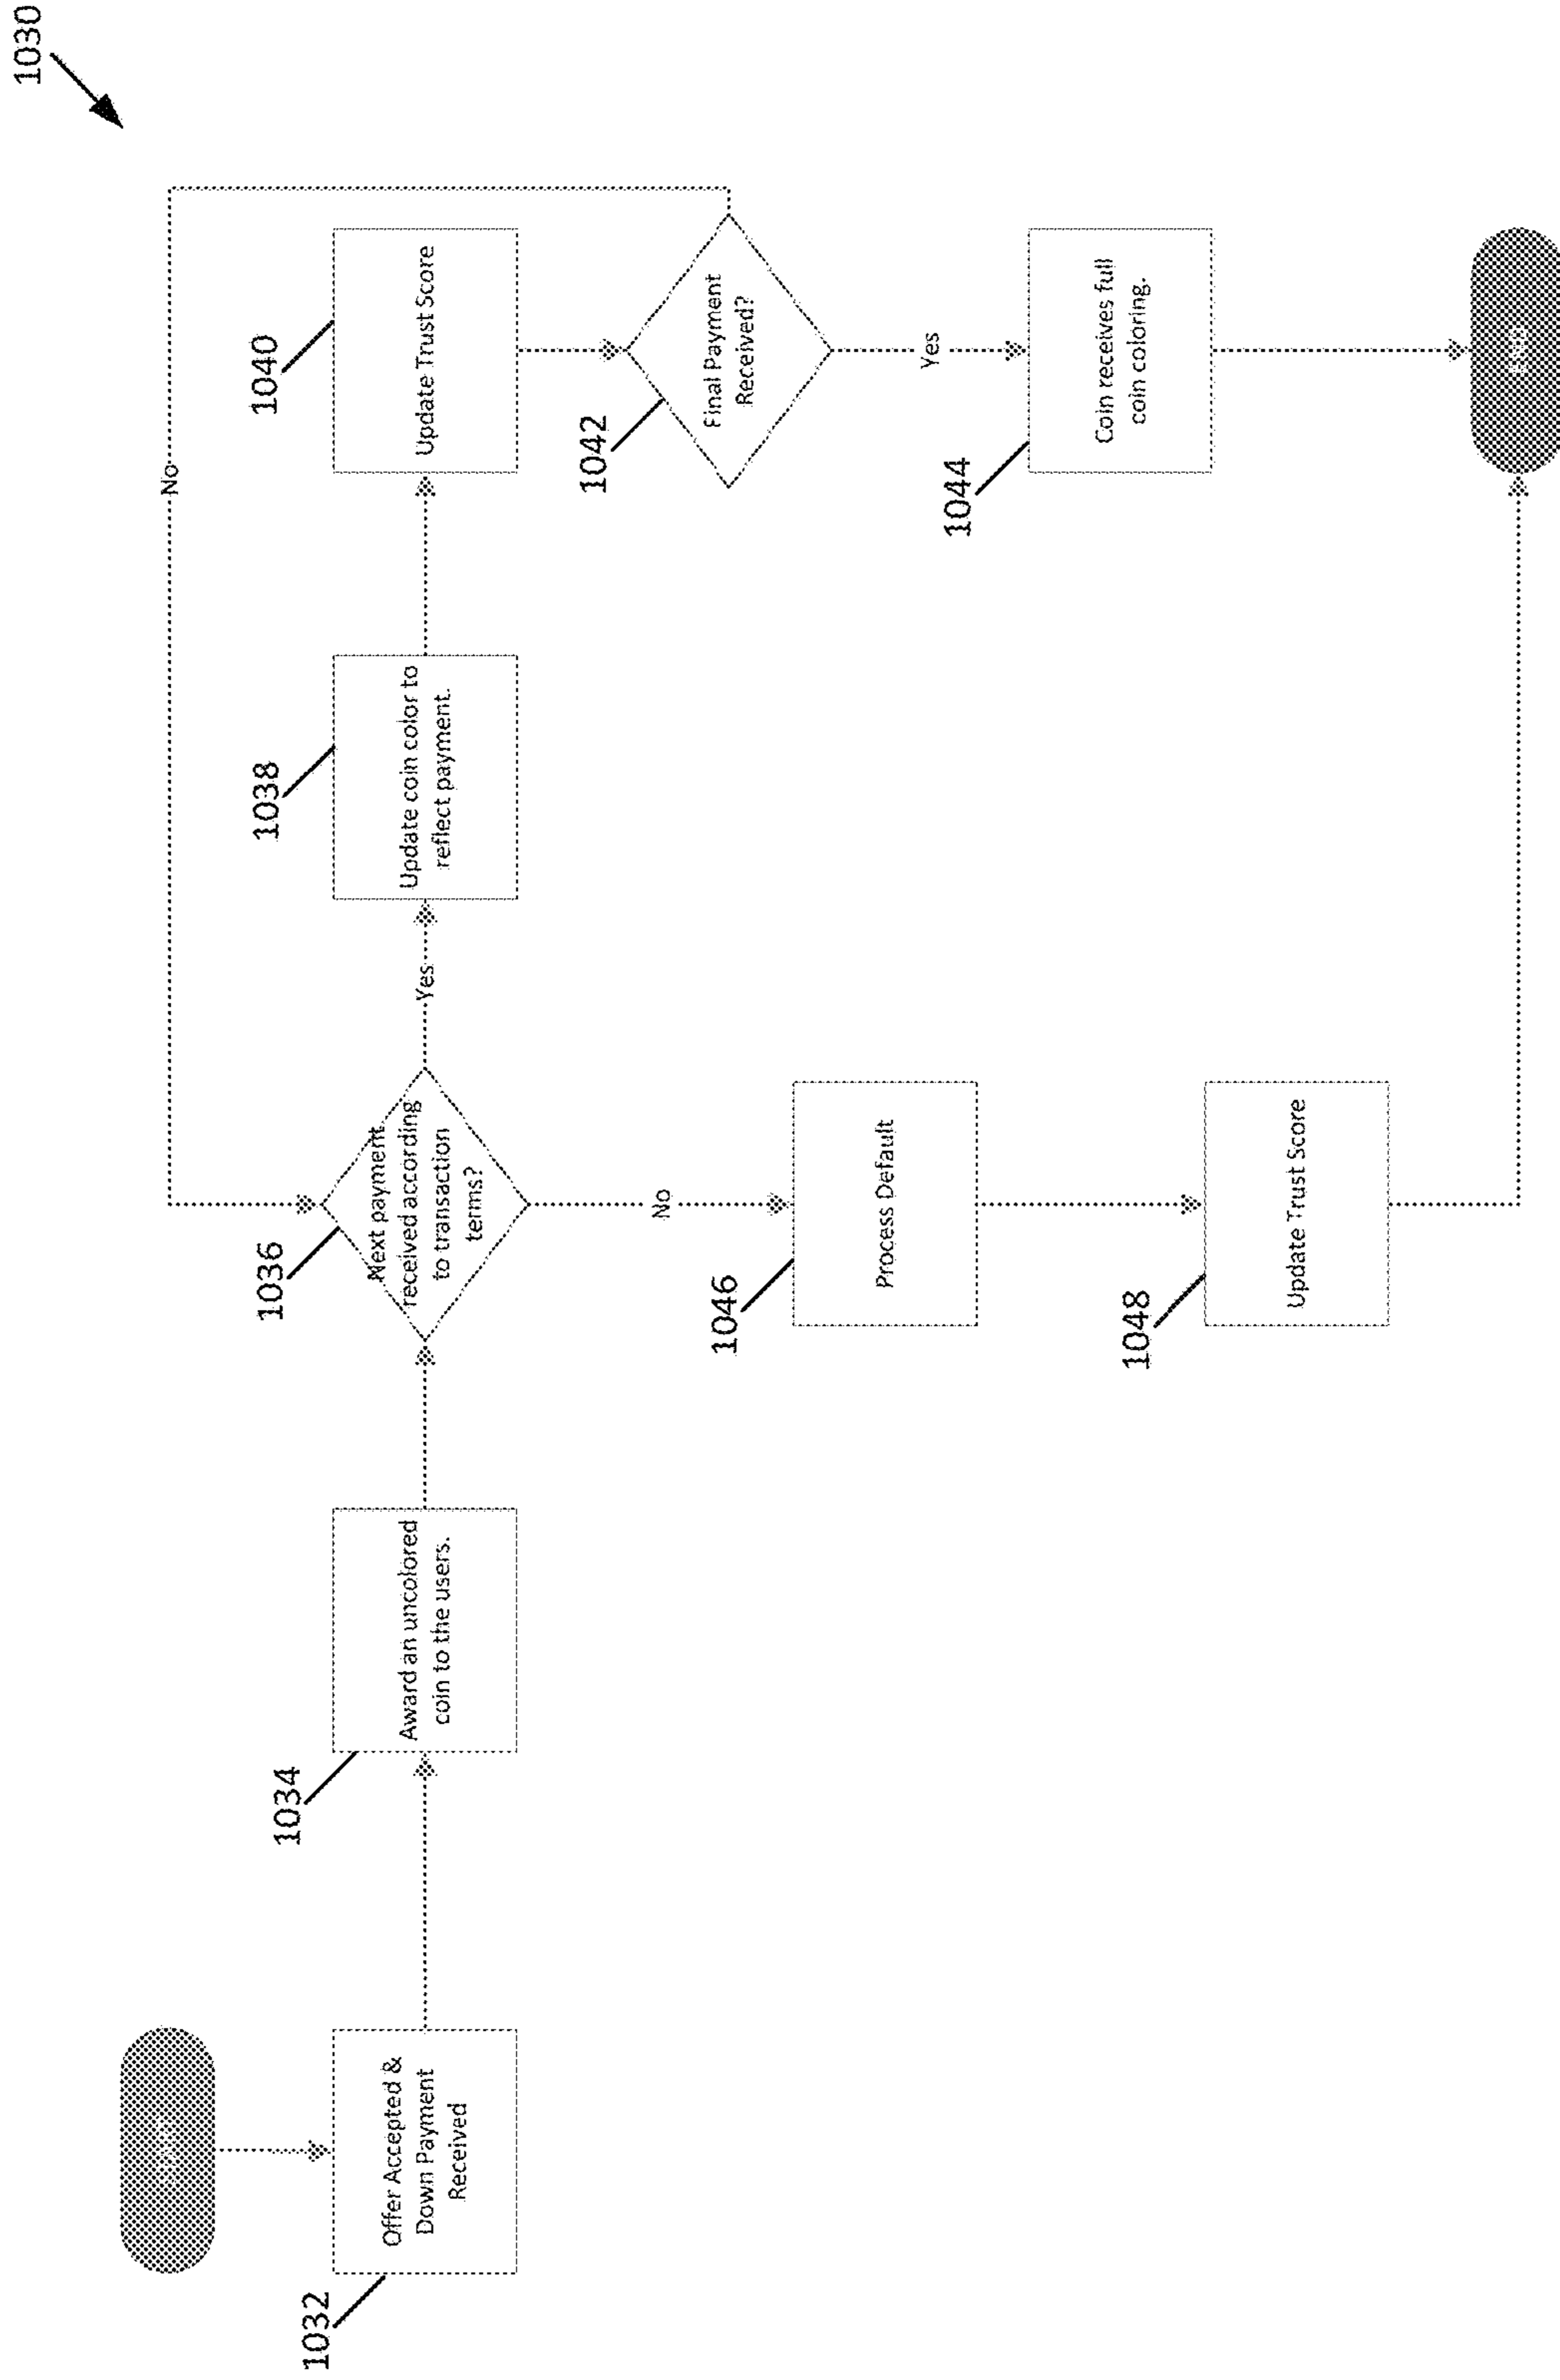 1030
1032
Offer Accepted &
Down Payment
Received
1034
Award an uncolored
coin to the users.
1036
Next payment
received according
to transaction
terms?
Yes
1038
Update coin color to
reflect payment.
1040
Update Trust Score
No
1042
Final Payment
Received?
Yes
1044
Coin receives full
coin coloring.
No
1046
Process Default
1048
Update Trust Score